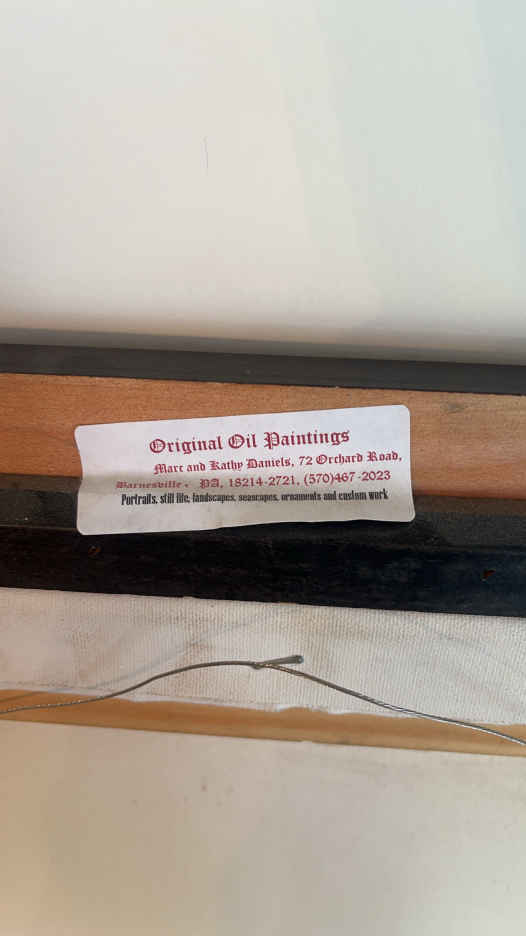 Original Oil Paintings
Marc and Kathy Daniels, 72 Orchard Road,
Barnesville, PA, 18214-2721, (570)467-2023
Portraits, still life, landscapes, seascapes, ornaments and custom work